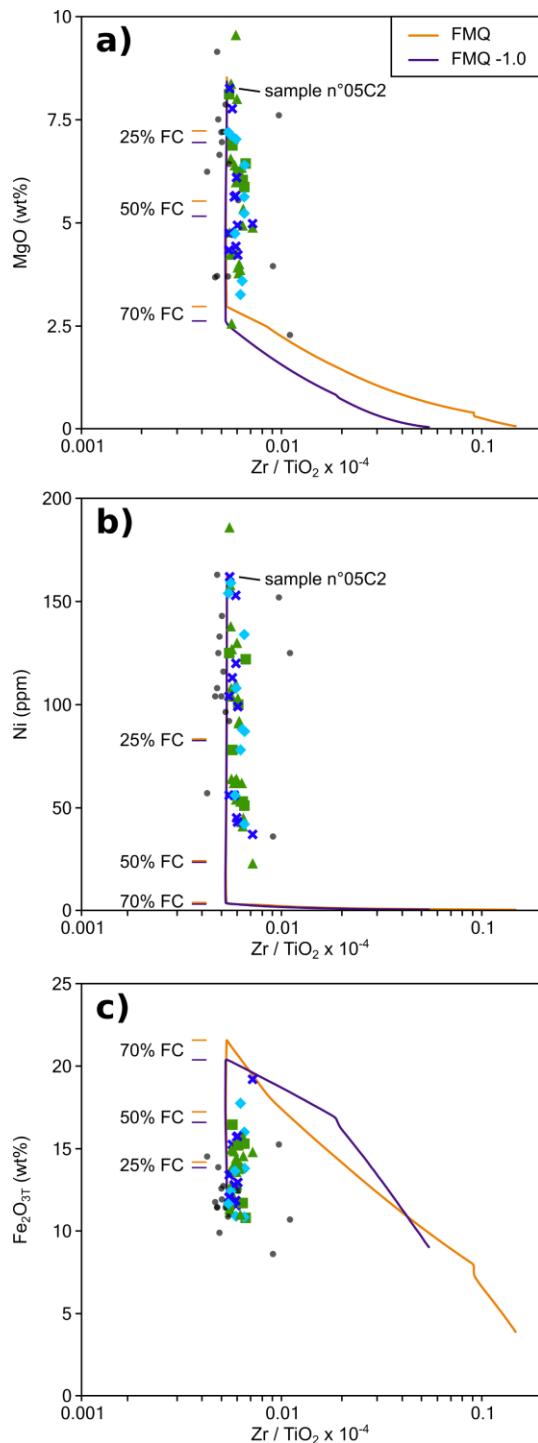 a)
FMQ
FMQ -1.0
sample n°05C2
10
7.5
5
2.5
0
25% FC
50% FC
70% FC
MgO (wt%)
0.001
0.01
0.1
Zr / TiO₂ x 10⁻⁴
b)
sample n°05C2
200
150
100
50
0
25% FC
50% FC
70% FC
Ni (ppm)
0.001
0.01
0.1
Zr / TiO₂ x 10⁻⁴
c)
25
20
15
10
5
0
70% FC
50% FC
25% FC
Fe₂O₃T (wt%)
0.001
0.01
0.1
Zr / TiO₂ x 10⁻⁴